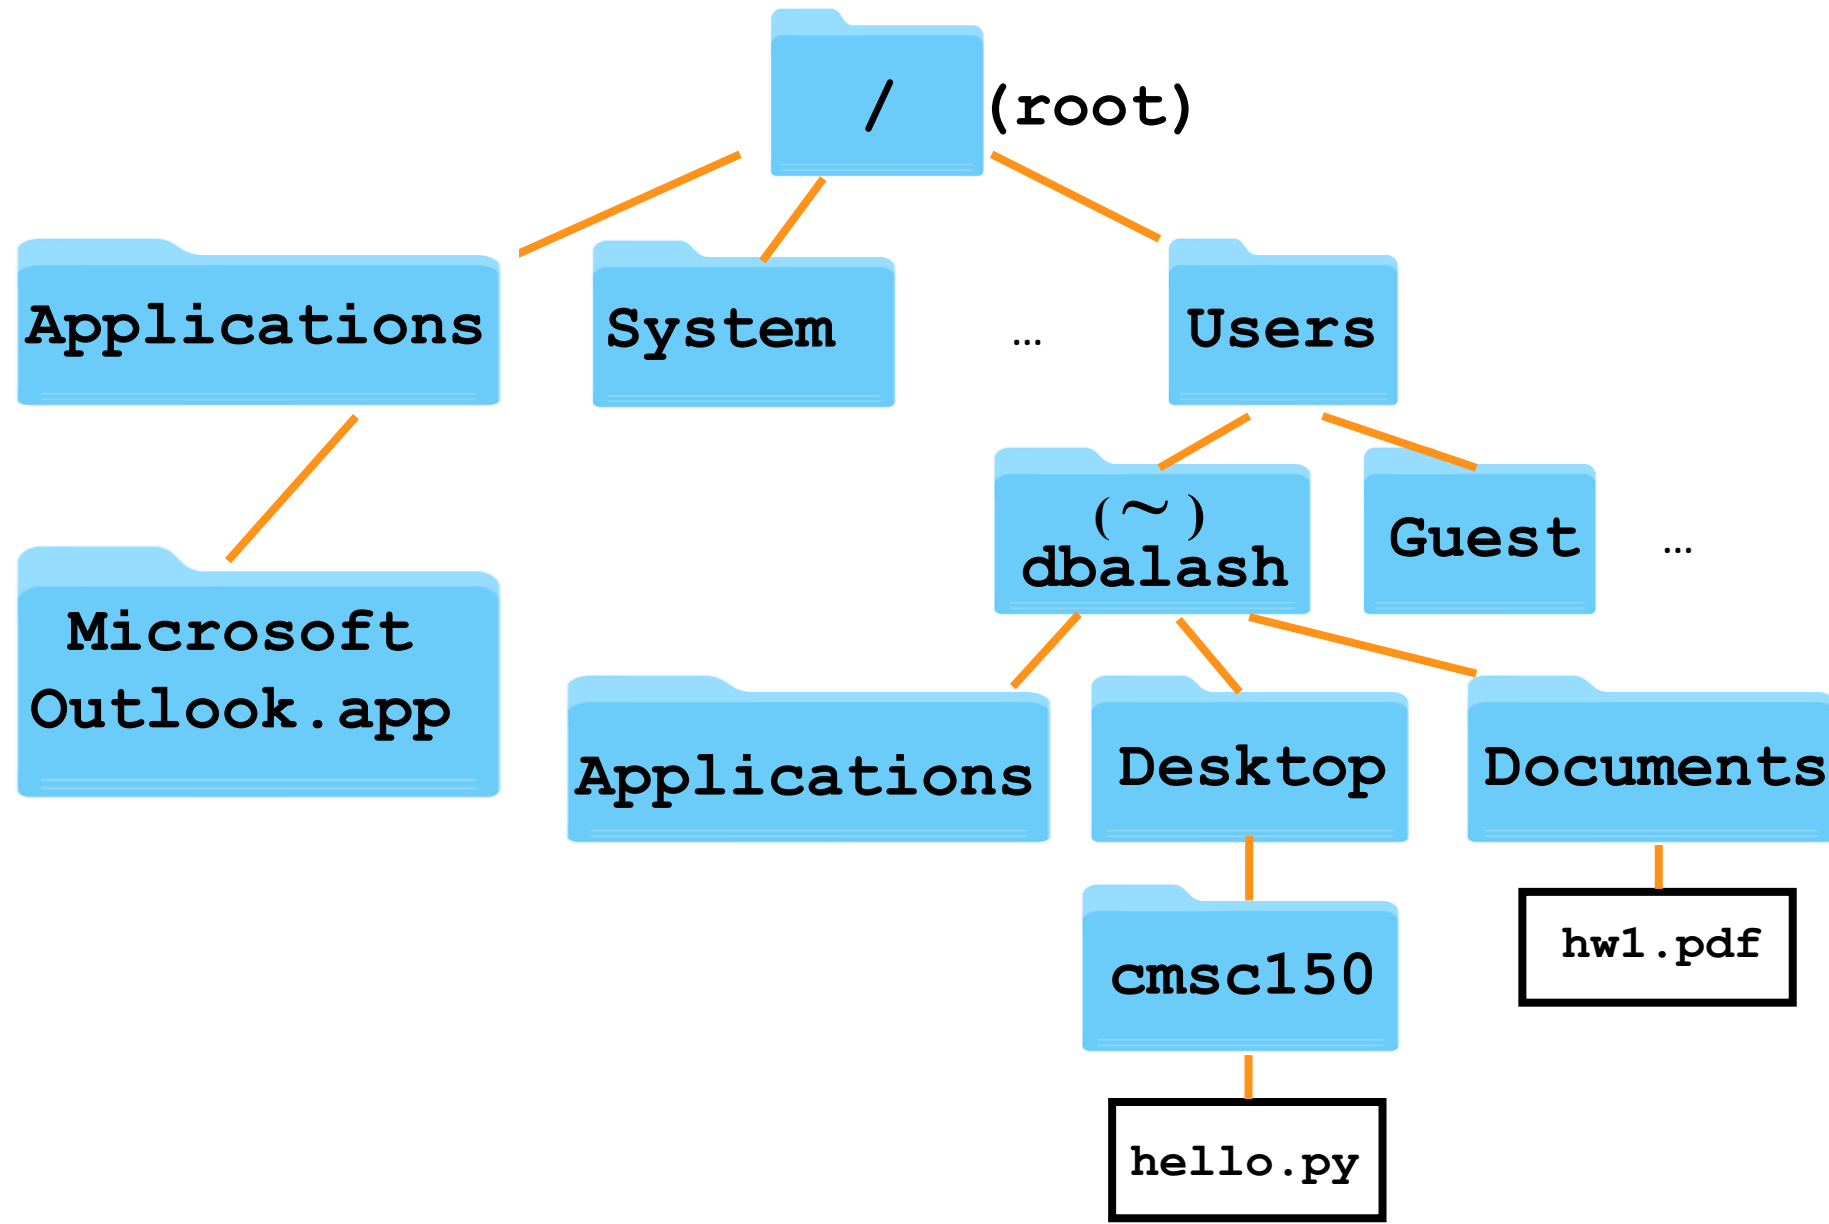 / (root)
Applications
System
...
Users
(~)
dbalash
Guest
...
Microsoft
Outlook.app
Applications
Desktop
Documents
cmsc150
hw1.pdf
hello.py